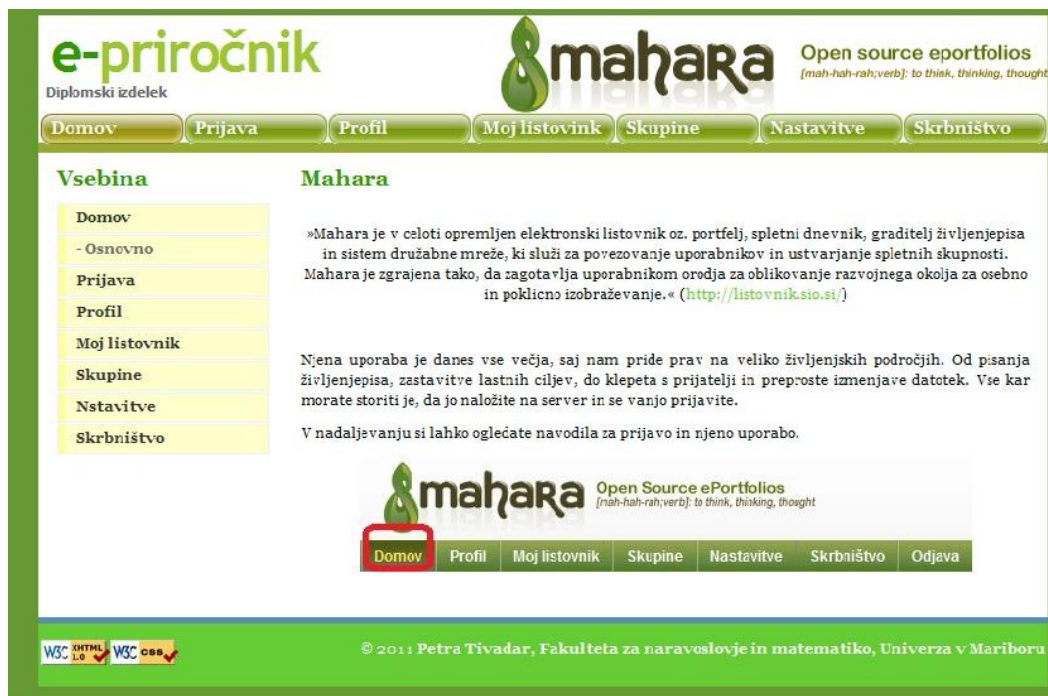 e-priročnik
Diplomski izdelek
mahara
Open source eportfolios
[mah-hah-rah;verb]: to think, thinking, thought
Domov Prijava Profil Moj listovink Skupine Nastavitve Skrbništvo
Vsebina
Domov
- Osnovno
Prijava
Profil
Moj listovnik
Skupine
Nstavitve
Skrbništvo
Mahara
»Mahara je v celoti opremljen elektronski listovnik oz. portfelj, spletni dnevnik, graditelj življenjepisa
in sistem družabne mreže, ki služi za povezovanje uporabnikov in ustvarjanje spletnih skupnosti.
Mahara je zgrajena tako, da zagotavlja uporabnikom orodja za oblikovanje razvojnega okolja za osebno
in poklicno izobraževanje.« (http://listovnik.sio.si/)
Njena uporaba je danes vse večja, saj nam pride prav na veliko življenjskih področjih. Od pisanja
življenjepisa, zastavitve lastnih ciljev, do klepeta s prijatelji in preproste izmenjave datotek. Vse kar
morate storiti je, da jo naložite na server in se vanjo prijavite.
V nadaljevanju si lahko ogledate navodila za prijavo in njeno uporabo.
mahara
Open Source ePortfolios
[mah-hah-rah;verb]: to think, thinking, thought
Domov Profil Moj listovnik Skupine Nastavitve Skrbništvo Odjava
W3C XHTML 1.0 W3C css
© 2011 Petra Tivadar, Fakulteta za naravoslovje in matematiko, Univerza v Mariboru